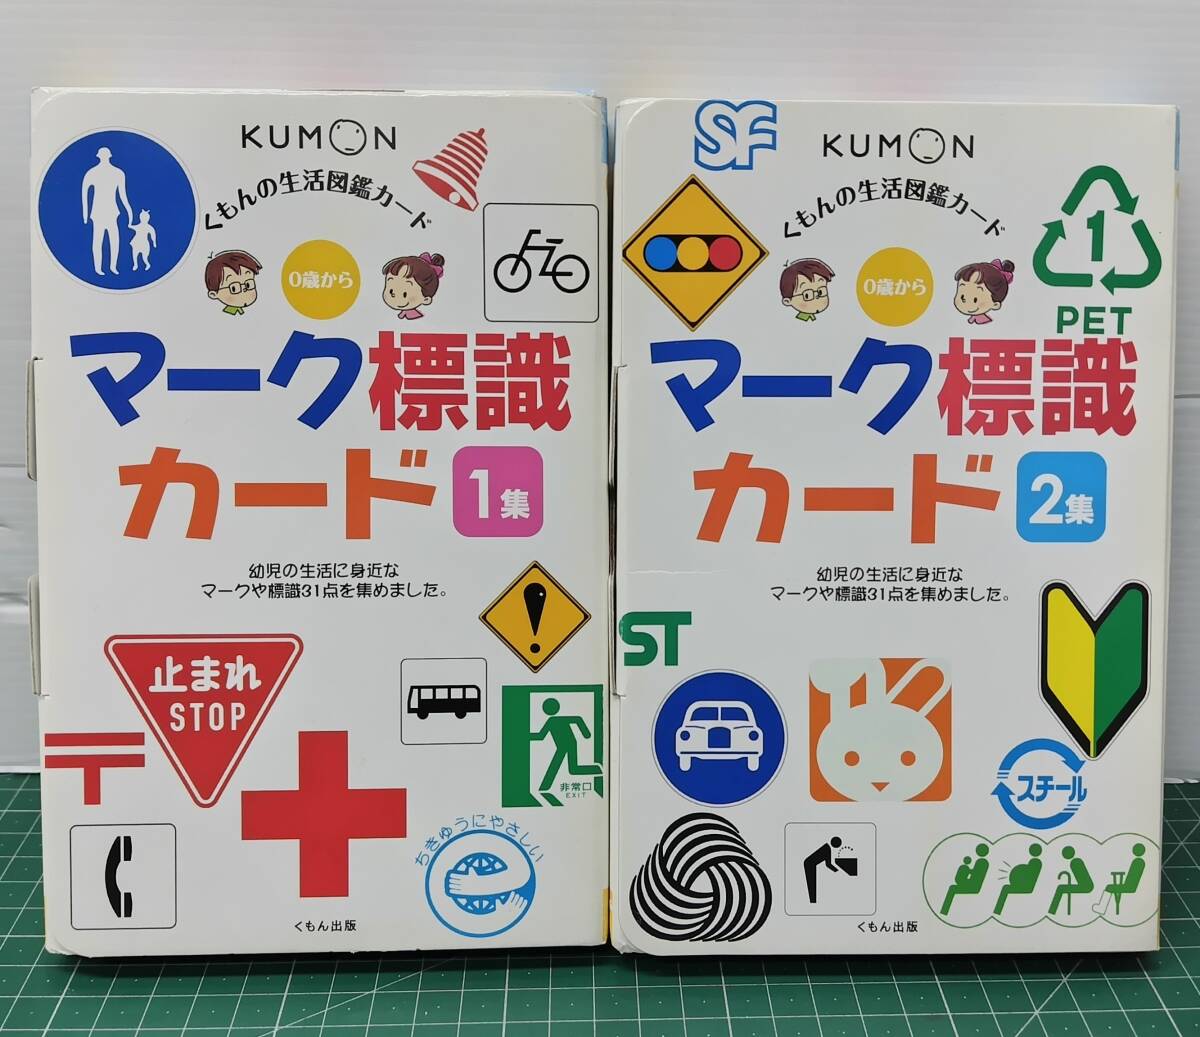 KUMON
くもんの生活図鑑カード
0歳から
マーク標識
カード 1集
幼児の生活に身近な
マークや標識31点を集めました。
止まれ
STOP
非常口
EXIT
ちきゅうにやさしい
くもん出版
SF
KUMON
くもんの生活図鑑カード
1
PET
0歳から
マーク標識
カード 2集
幼児の生活に身近な
マークや標識31点を集めました。
ST
スチール
くもん出版